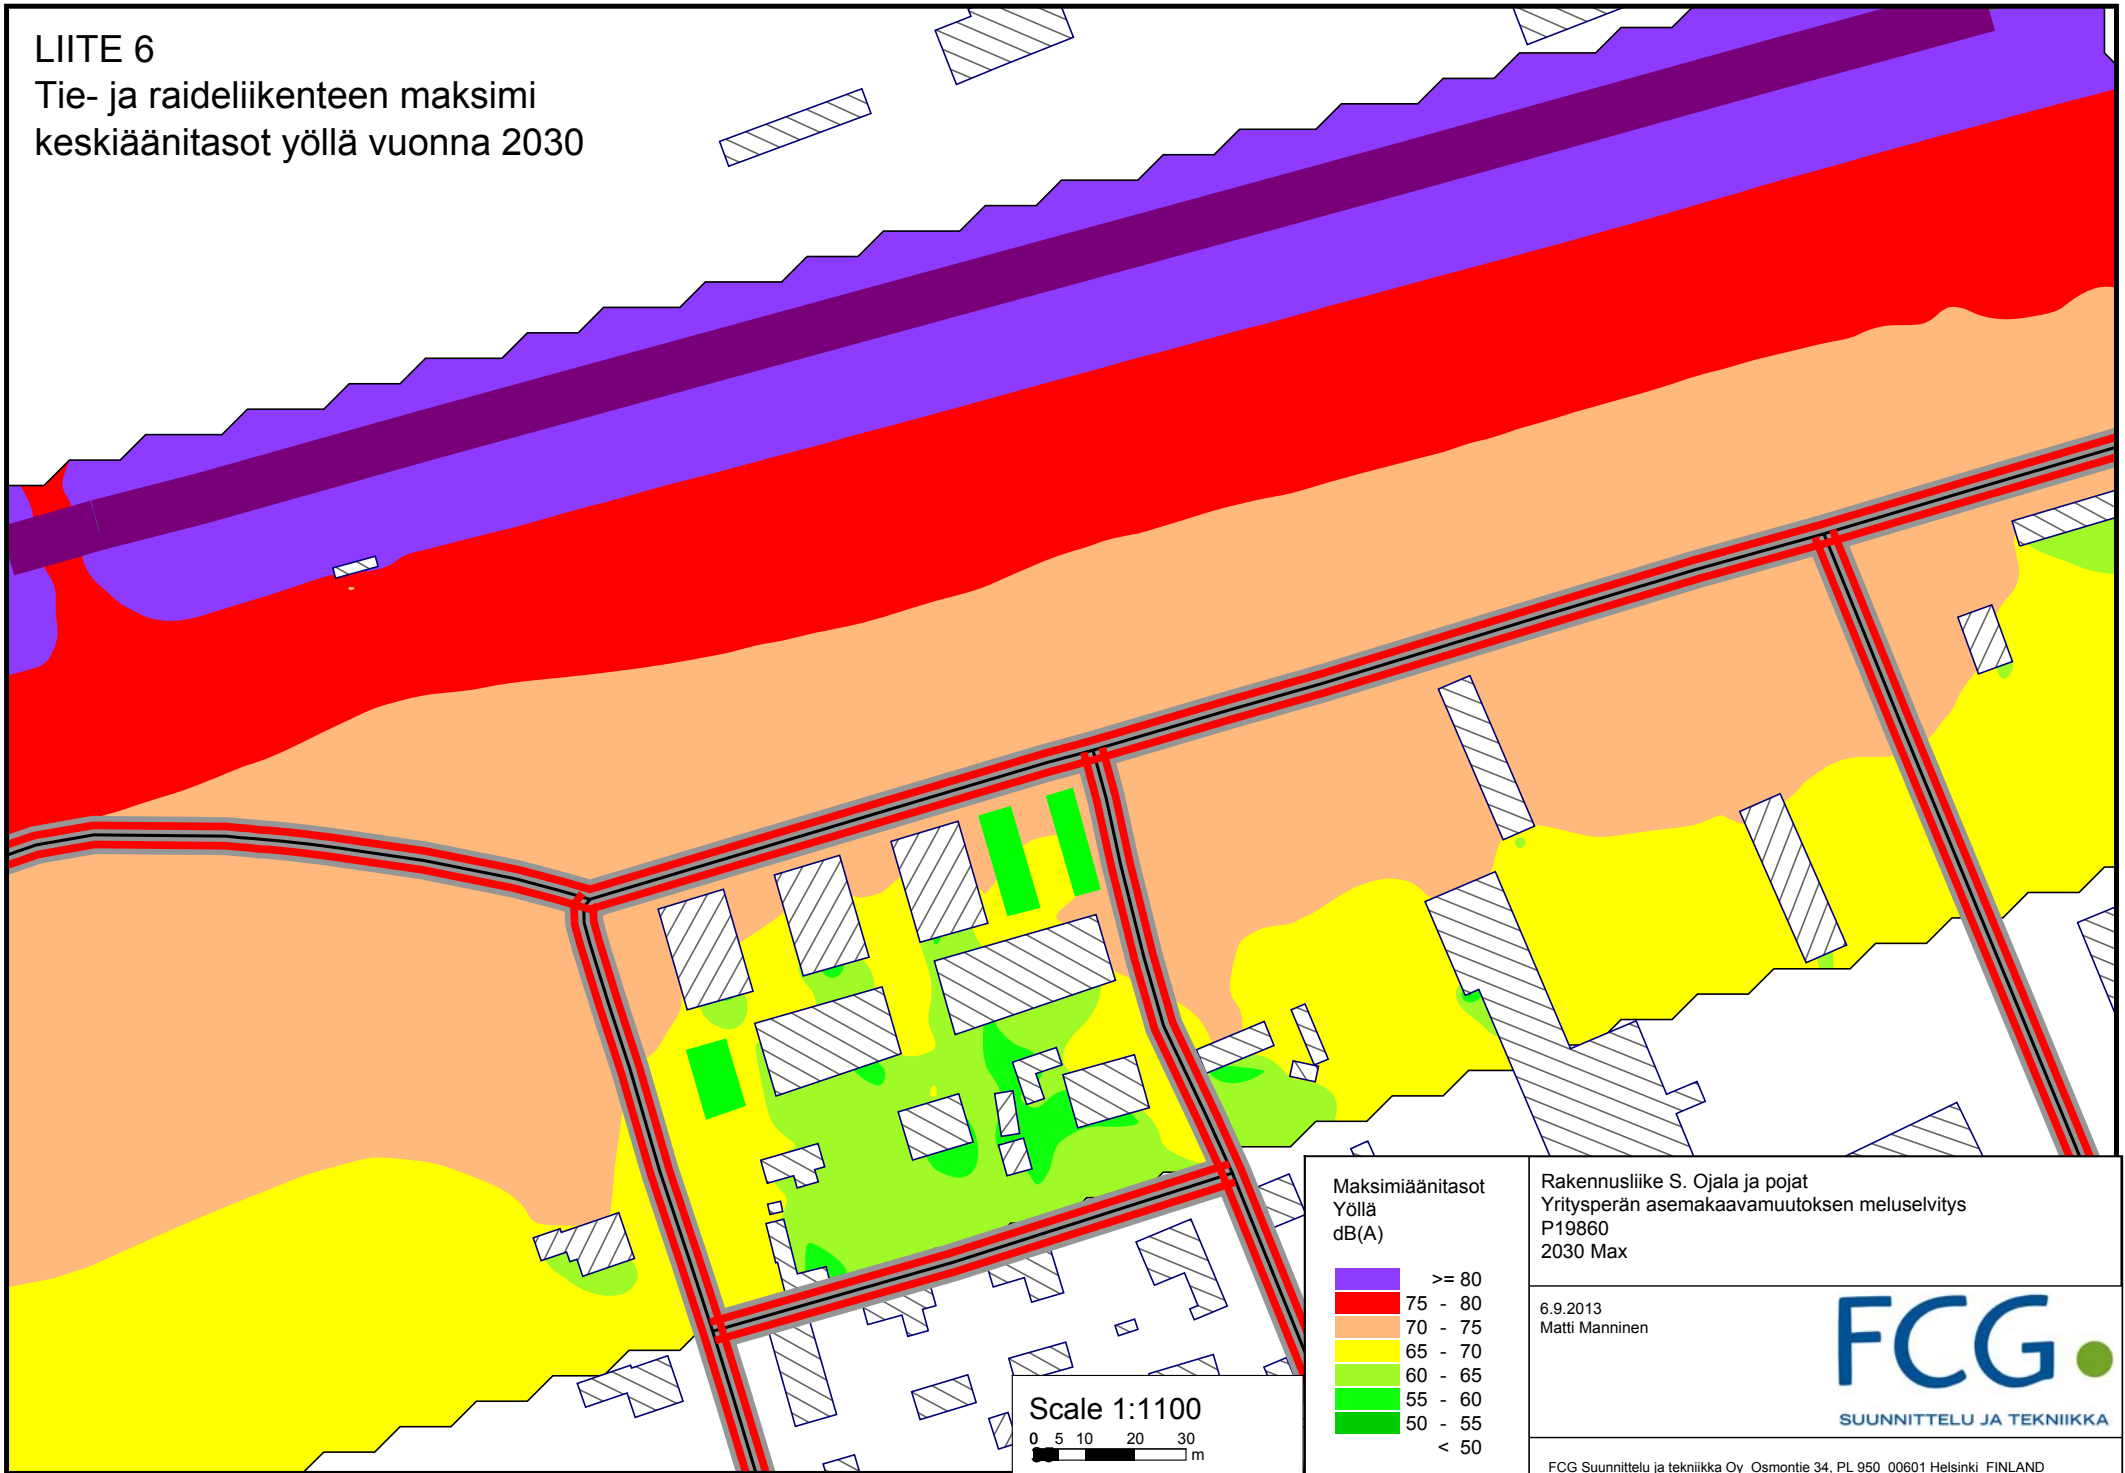 LIITE 6
Tie- ja raideliikenteen maksimi
keskiäänitasot yöllä vuonna 2030
Scale 1:1100
0 5 10 20 30
m
Maksimiäänitasot
Yöllä
dB(A)
>= 80
75 - 80
70 - 75
65 - 70
60 - 65
55 - 60
50 - 55
< 50
Rakennusliike S. Ojala ja pojat
Yritysperän asemakaavamuutoksen meluselvitys
P19860
2030 Max
6.9.2013
Matti Manninen
FCG
SUUNNITTELU JA TEKNIIKKA
FCG Suunnittelu ja tekniikka Oy Osmontie 34, PL 950 00601 Helsinki FINLAND